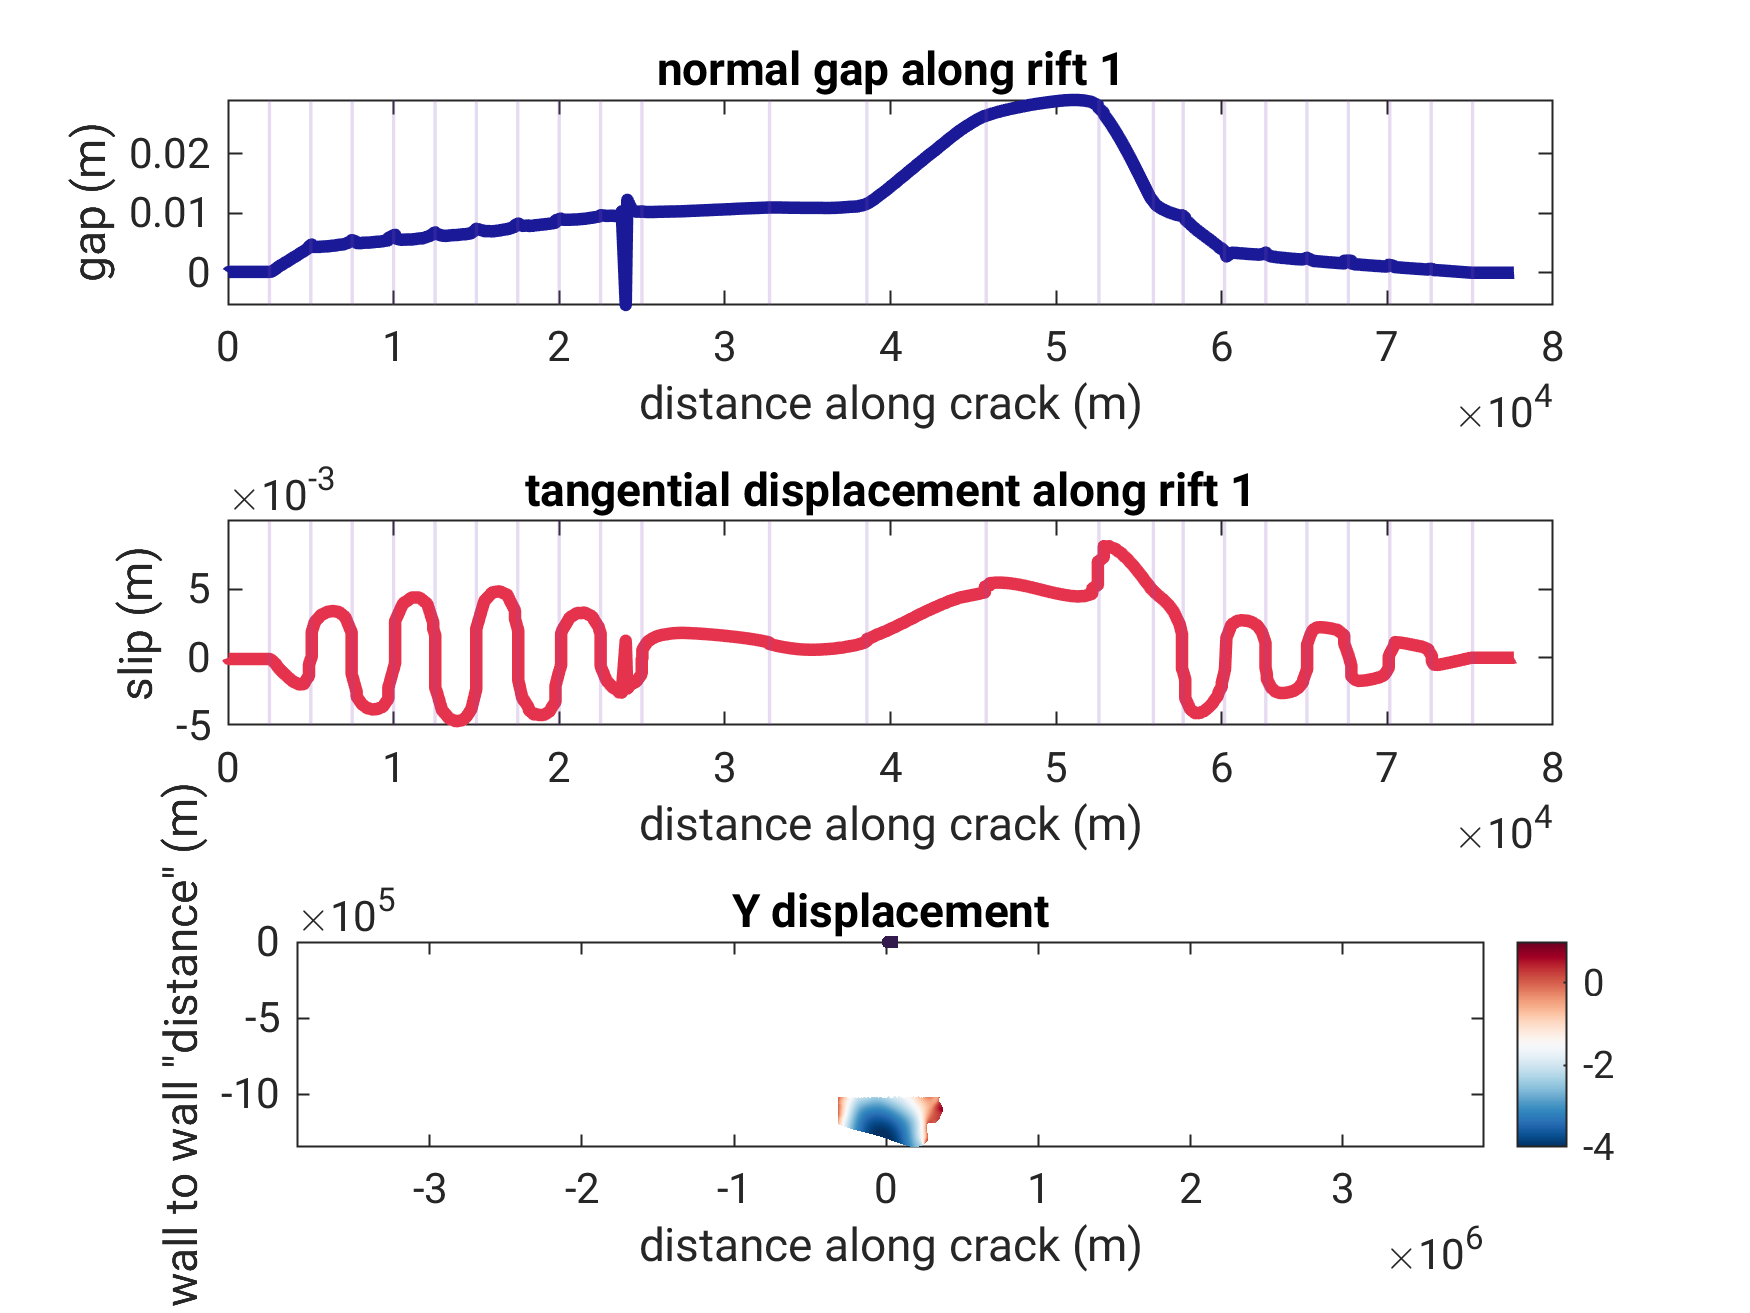 normal gap along rift 1
gap (m)
0.02
0.01
0
0 1 2 3 4 5 6 7 8
distance along crack (m)
×10^4
×10^-3
tangential displacement along rift 1
slip (m)
5
0
-5
0 1 2 3 4 5 6 7 8
distance along crack (m)
×10^4
×10^5
Y displacement
wall to wall "distance" (m)
0
-5
-10
0
-2
-4
-3 -2 -1 0 1 2 3
distance along crack (m)
×10^6